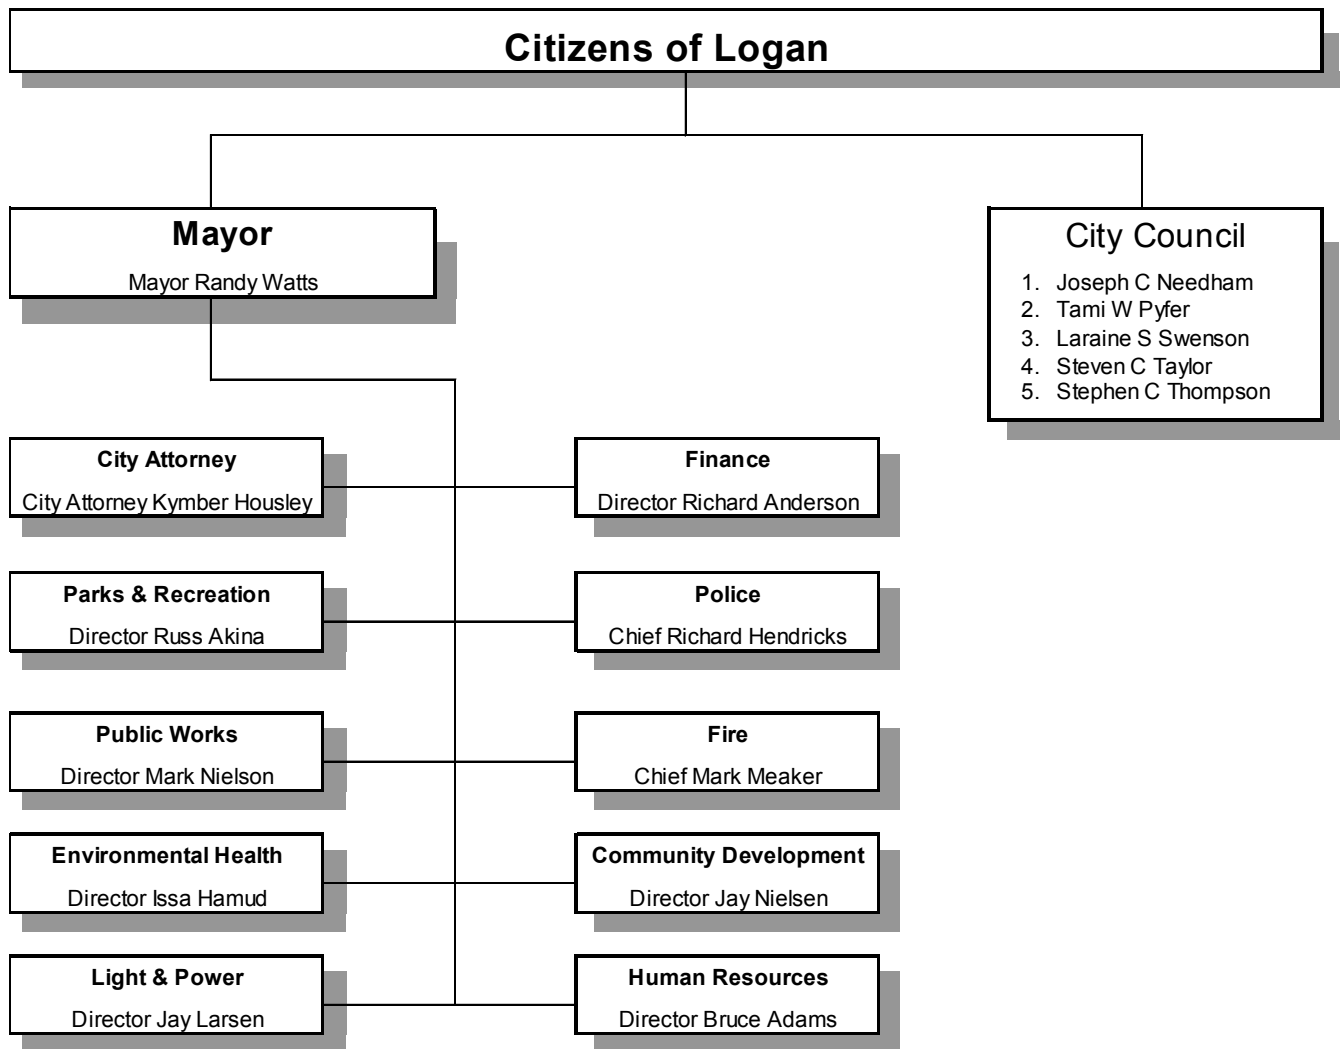 Citizens of Logan
Mayor
Mayor Randy Watts
City Council
1. Joseph C Needham
2. Tami W Pyfer
3. Laraine S Swenson
4. Steven C Taylor
5. Stephen C Thompson
City Attorney
City Attorney Kymber Housley
Finance
Director Richard Anderson
Parks & Recreation
Director Russ Akina
Police
Chief Richard Hendricks
Public Works
Director Mark Nielson
Fire
Chief Mark Meaker
Environmental Health
Director Issa Hamud
Community Development
Director Jay Nielsen
Light & Power
Director Jay Larsen
Human Resources
Director Bruce Adams